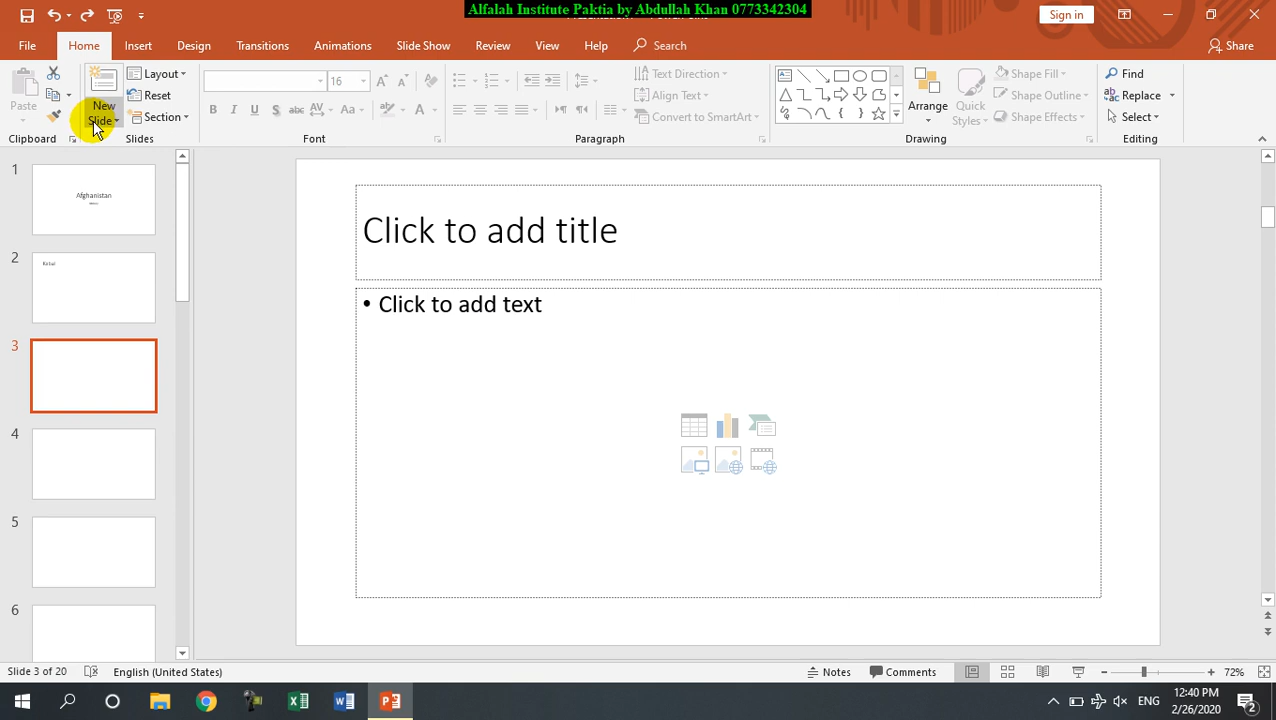 Alfalah Institute Paktia by Abdullah Khan 0773342304
Sign in
File Home Insert Design Transitions Animations Slide Show Review View Help Search Share
Paste
New Slide
Layout
Reset
Section
16
B I U S abc AV Aa A
Text Direction
Align Text
Convert to SmartArt
Arrange
Quick Styles
Shape Fill
Shape Outline
Shape Effects
Find
Replace
Select
Clipboard Slides Font Paragraph Drawing Editing
1
Afghanistan
2
Kabul
3
4
5
6
Click to add title
• Click to add text
Slide 3 of 20 English (United States) Notes Comments 72%
ENG
12:40 PM
2/26/2020
2